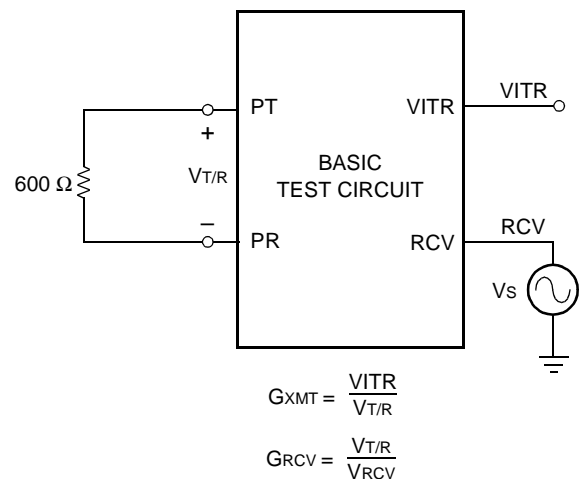 VITR
PT
VITR
+
BASIC
TEST CIRCUIT
VT/R
600 Ω
–
PR
RCV
RCV
VS
GXMT = VITR / VT/R
GRCV = VT/R / VRCV